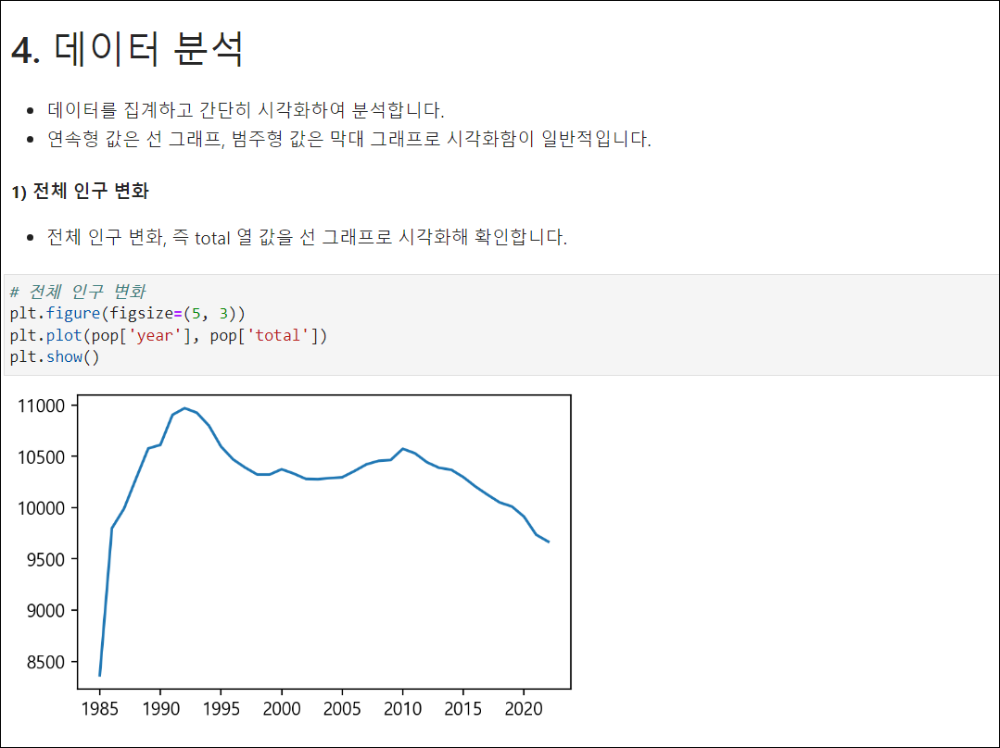 4. 데이터 분석
• 데이터를 집계하고 간단히 시각화하여 분석합니다.
• 연속형 값은 선 그래프, 범주형 값은 막대 그래프로 시각화함이 일반적입니다.
1) 전체 인구 변화
• 전체 인구 변화, 즉 total 열 값을 선 그래프로 시각화해 확인합니다.
# 전체 인구 변화
plt.figure(figsize=(5, 3))
plt.plot(pop['year'], pop['total'])
plt.show()
11000
10500
10000
9500
9000
8500
1985 1990 1995 2000 2005 2010 2015 2020